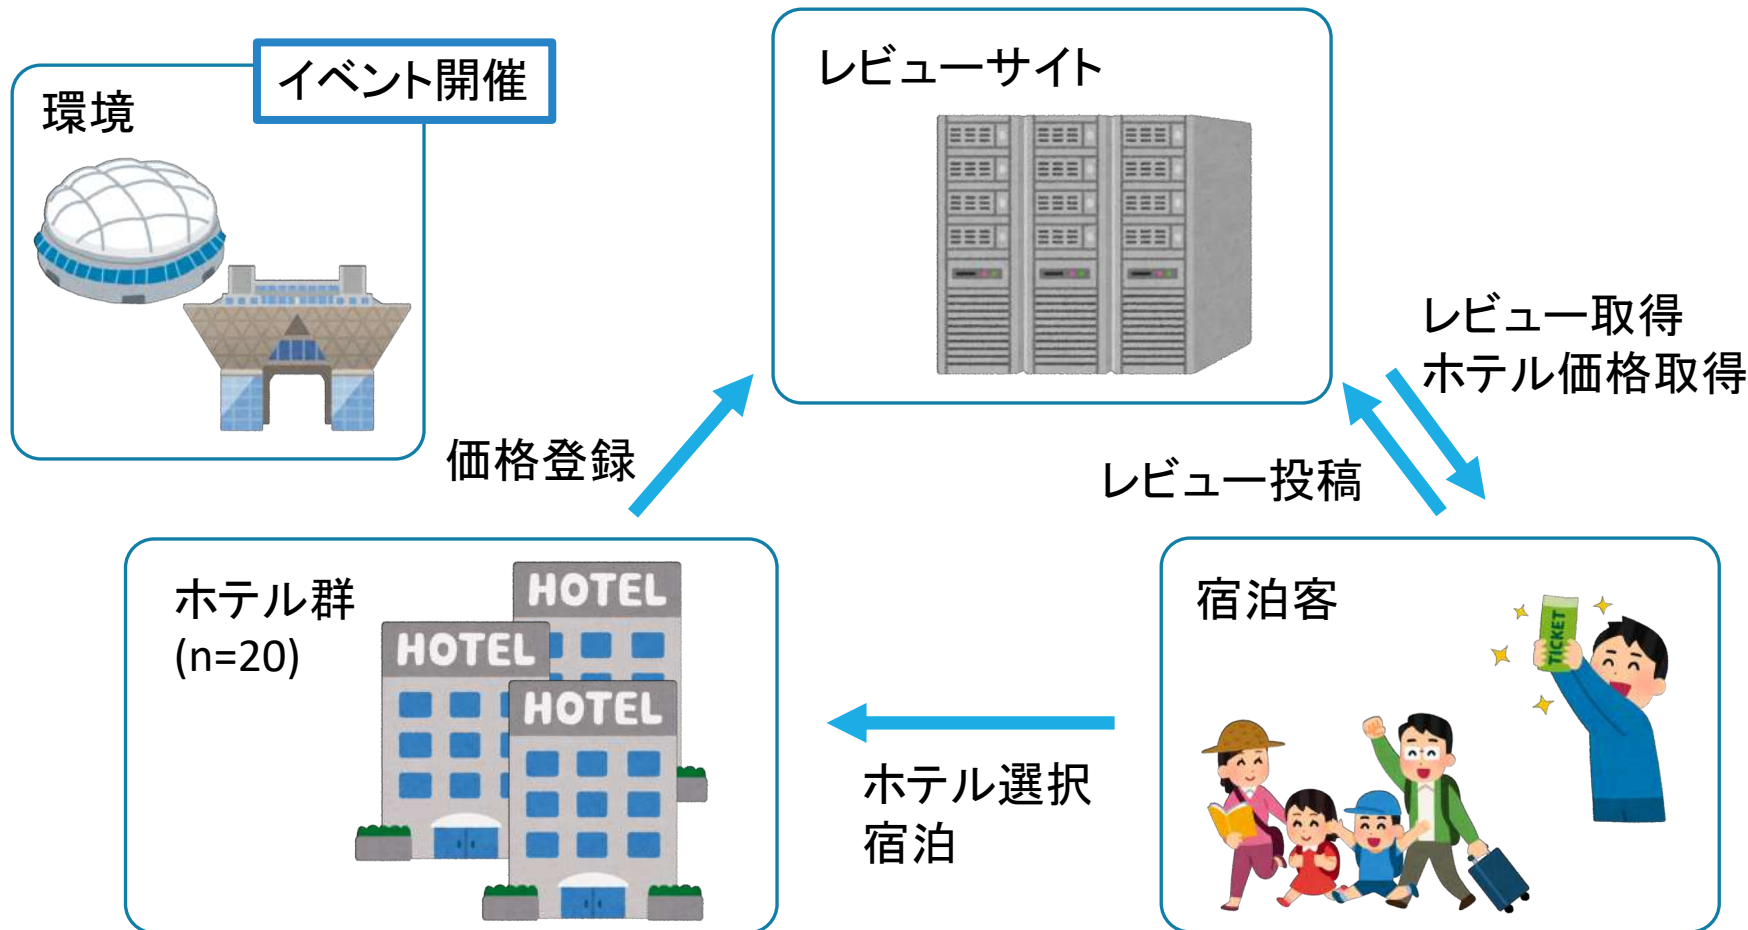 イベント開催
環境
レビューサイト
レビュー取得
ホテル価格取得
価格登録
レビュー投稿
ホテル群
(n=20)
HOTEL
HOTEL
HOTEL
宿泊客
TICKET
ホテル選択
宿泊